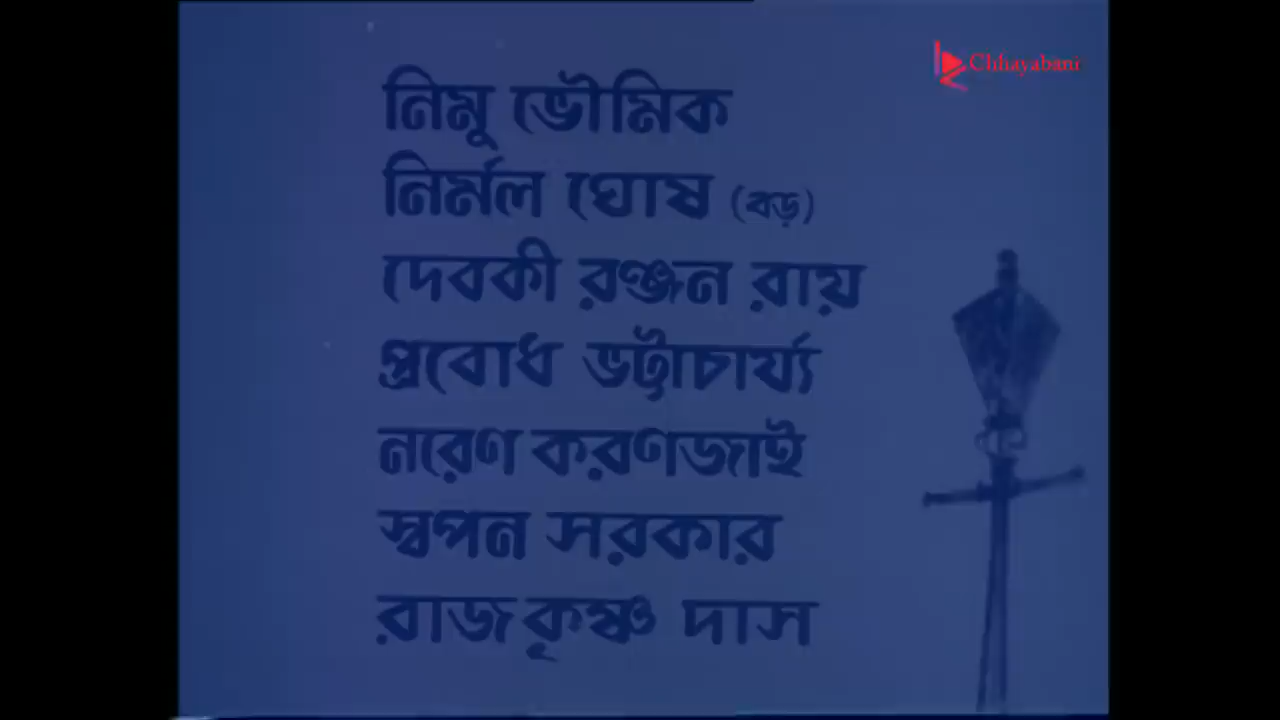 Chhayabani
নিমু ভৌমিক
নির্মল ঘোষ (বড়)
দেবকী রঞ্জন রায়
প্রবোধ ভট্টাচার্য্য
নরেণ করণজাই
স্বপন সরকার
রাজকৃষ্ণ দাস